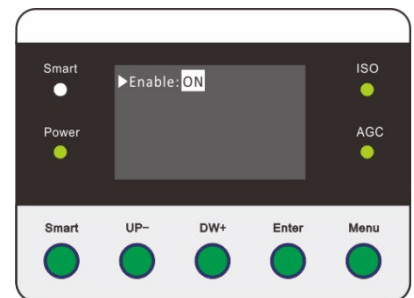 Smart
ISO
▶Enable: ON
Power
AGC
Smart UP- DW+ Enter Menu